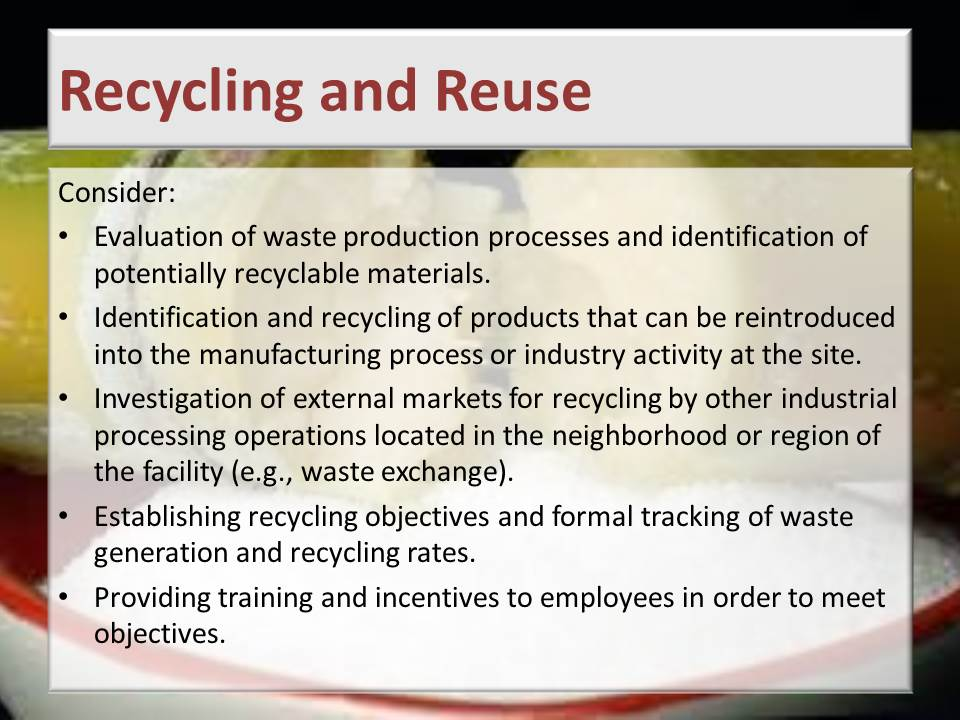 Recycling and Reuse
Consider:
• Evaluation of waste production processes and identification of
potentially recyclable materials.
• Identification and recycling of products that can be reintroduced
into the manufacturing process or industry activity at the site.
• Investigation of external markets for recycling by other industrial
processing operations located in the neighborhood or region of
the facility (e.g., waste exchange).
• Establishing recycling objectives and formal tracking of waste
generation and recycling rates.
• Providing training and incentives to employees in order to meet
objectives.